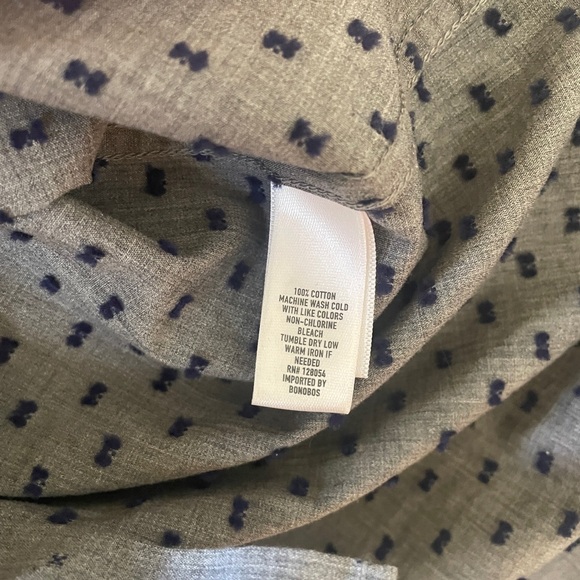 100% COTTON
MACHINE WASH COLD
WITH LIKE COLORS
NON-CHLORINE
BLEACH
TUMBLE DRY LOW
WARM IRON IF
NEEDED
RN# 128054
IMPORTED BY
BONOBOS